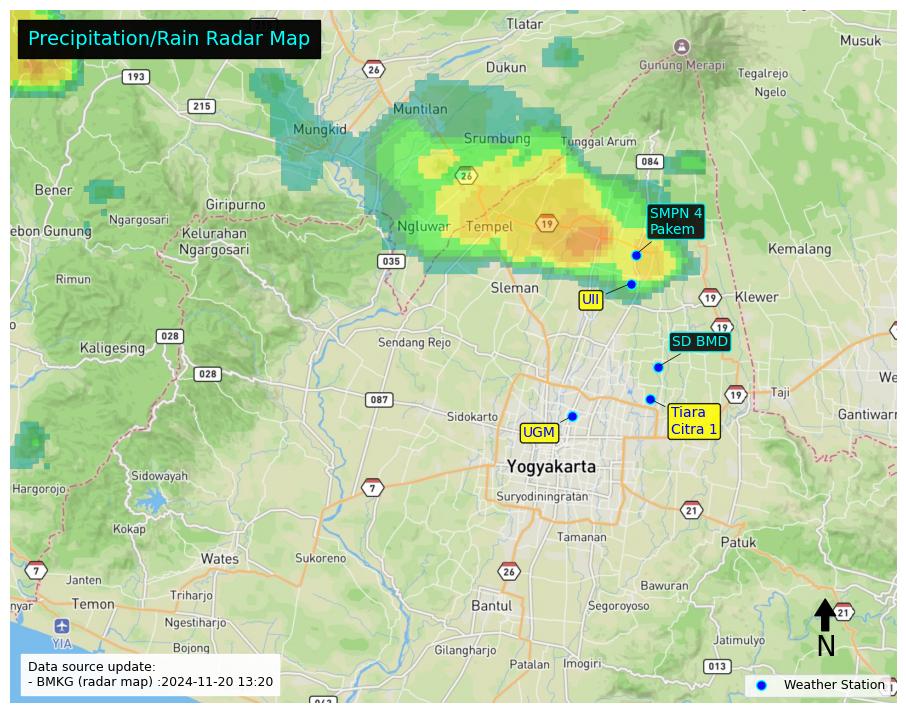 Precipitation/Rain Radar Map
Tlatar
Musuk
26
Dukun
Gunung Merapi
193
Tegalrejo
Ngelo
215
Muntilan
Mungkid
Srumbung
Tunggal Arum
084
26
Bener
Giripurno
Ngargosari
SMPN 4
Pakem
Ngluwar
Tempel
19
ebon Gunung
Kelurahan
Ngargosari
Kemalang
035
Rimun
Sleman
UII
19
Klewer
19
028
Sendang Rejo
SD BMD
Kaligesing
028
We
087
19
Taji
Sidokarto
Tiara
Citra 1
Gantiwarn
UGM
Yogyakarta
Sidowayah
Hargorojo
7
Suryodiningratan
21
Kokap
Tamanan
Patuk
Wates
Sukoreno
7
26
Janten
Bawuran
nyar
Temon
Triharjo
Bantul
Segoroyoso
21
Ngestiharjo
YIA
Jatimulyo
N
Bojong
Gilangharjo
Patalan
Imogiri
013
Data source update:
- BMKG (radar map) :2024-11-20 13:20
Weather Station